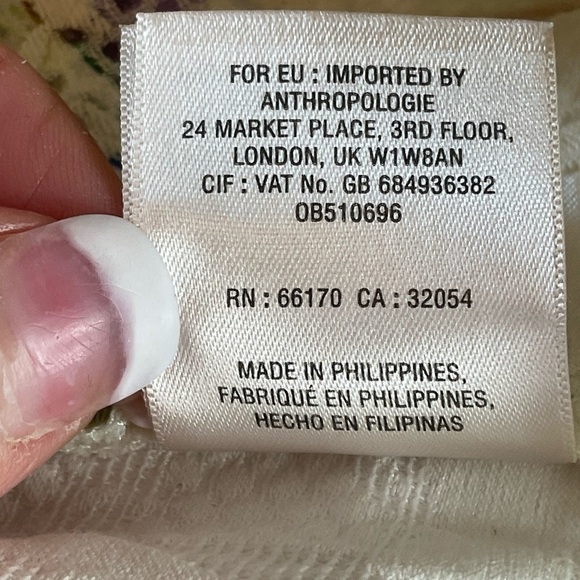 FOR EU : IMPORTED BY
ANTHROPOLOGIE
24 MARKET PLACE, 3RD FLOOR,
LONDON, UK W1W8AN
CIF : VAT No. GB 684936382
OB510696
RN : 66170 CA : 32054
MADE IN PHILIPPINES,
FABRIQUÉ EN PHILIPPINES,
HECHO EN FILIPINAS